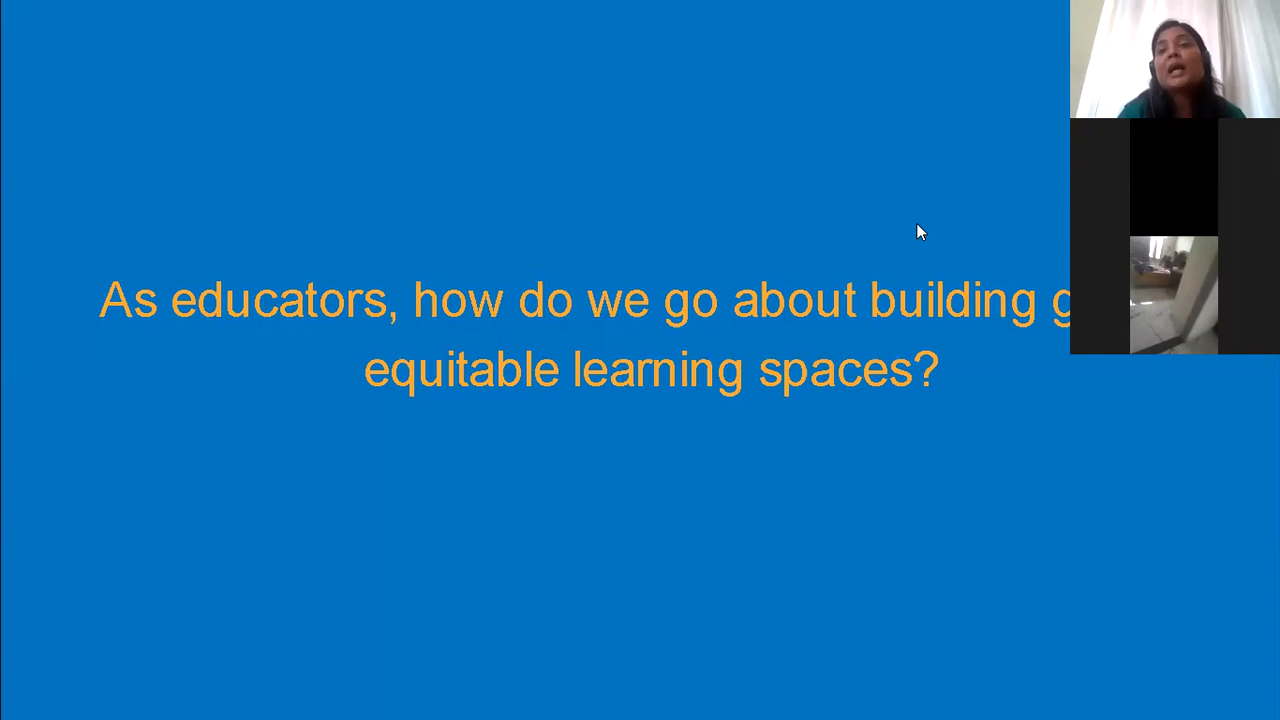 As educators, how do we go about building
equitable learning spaces?